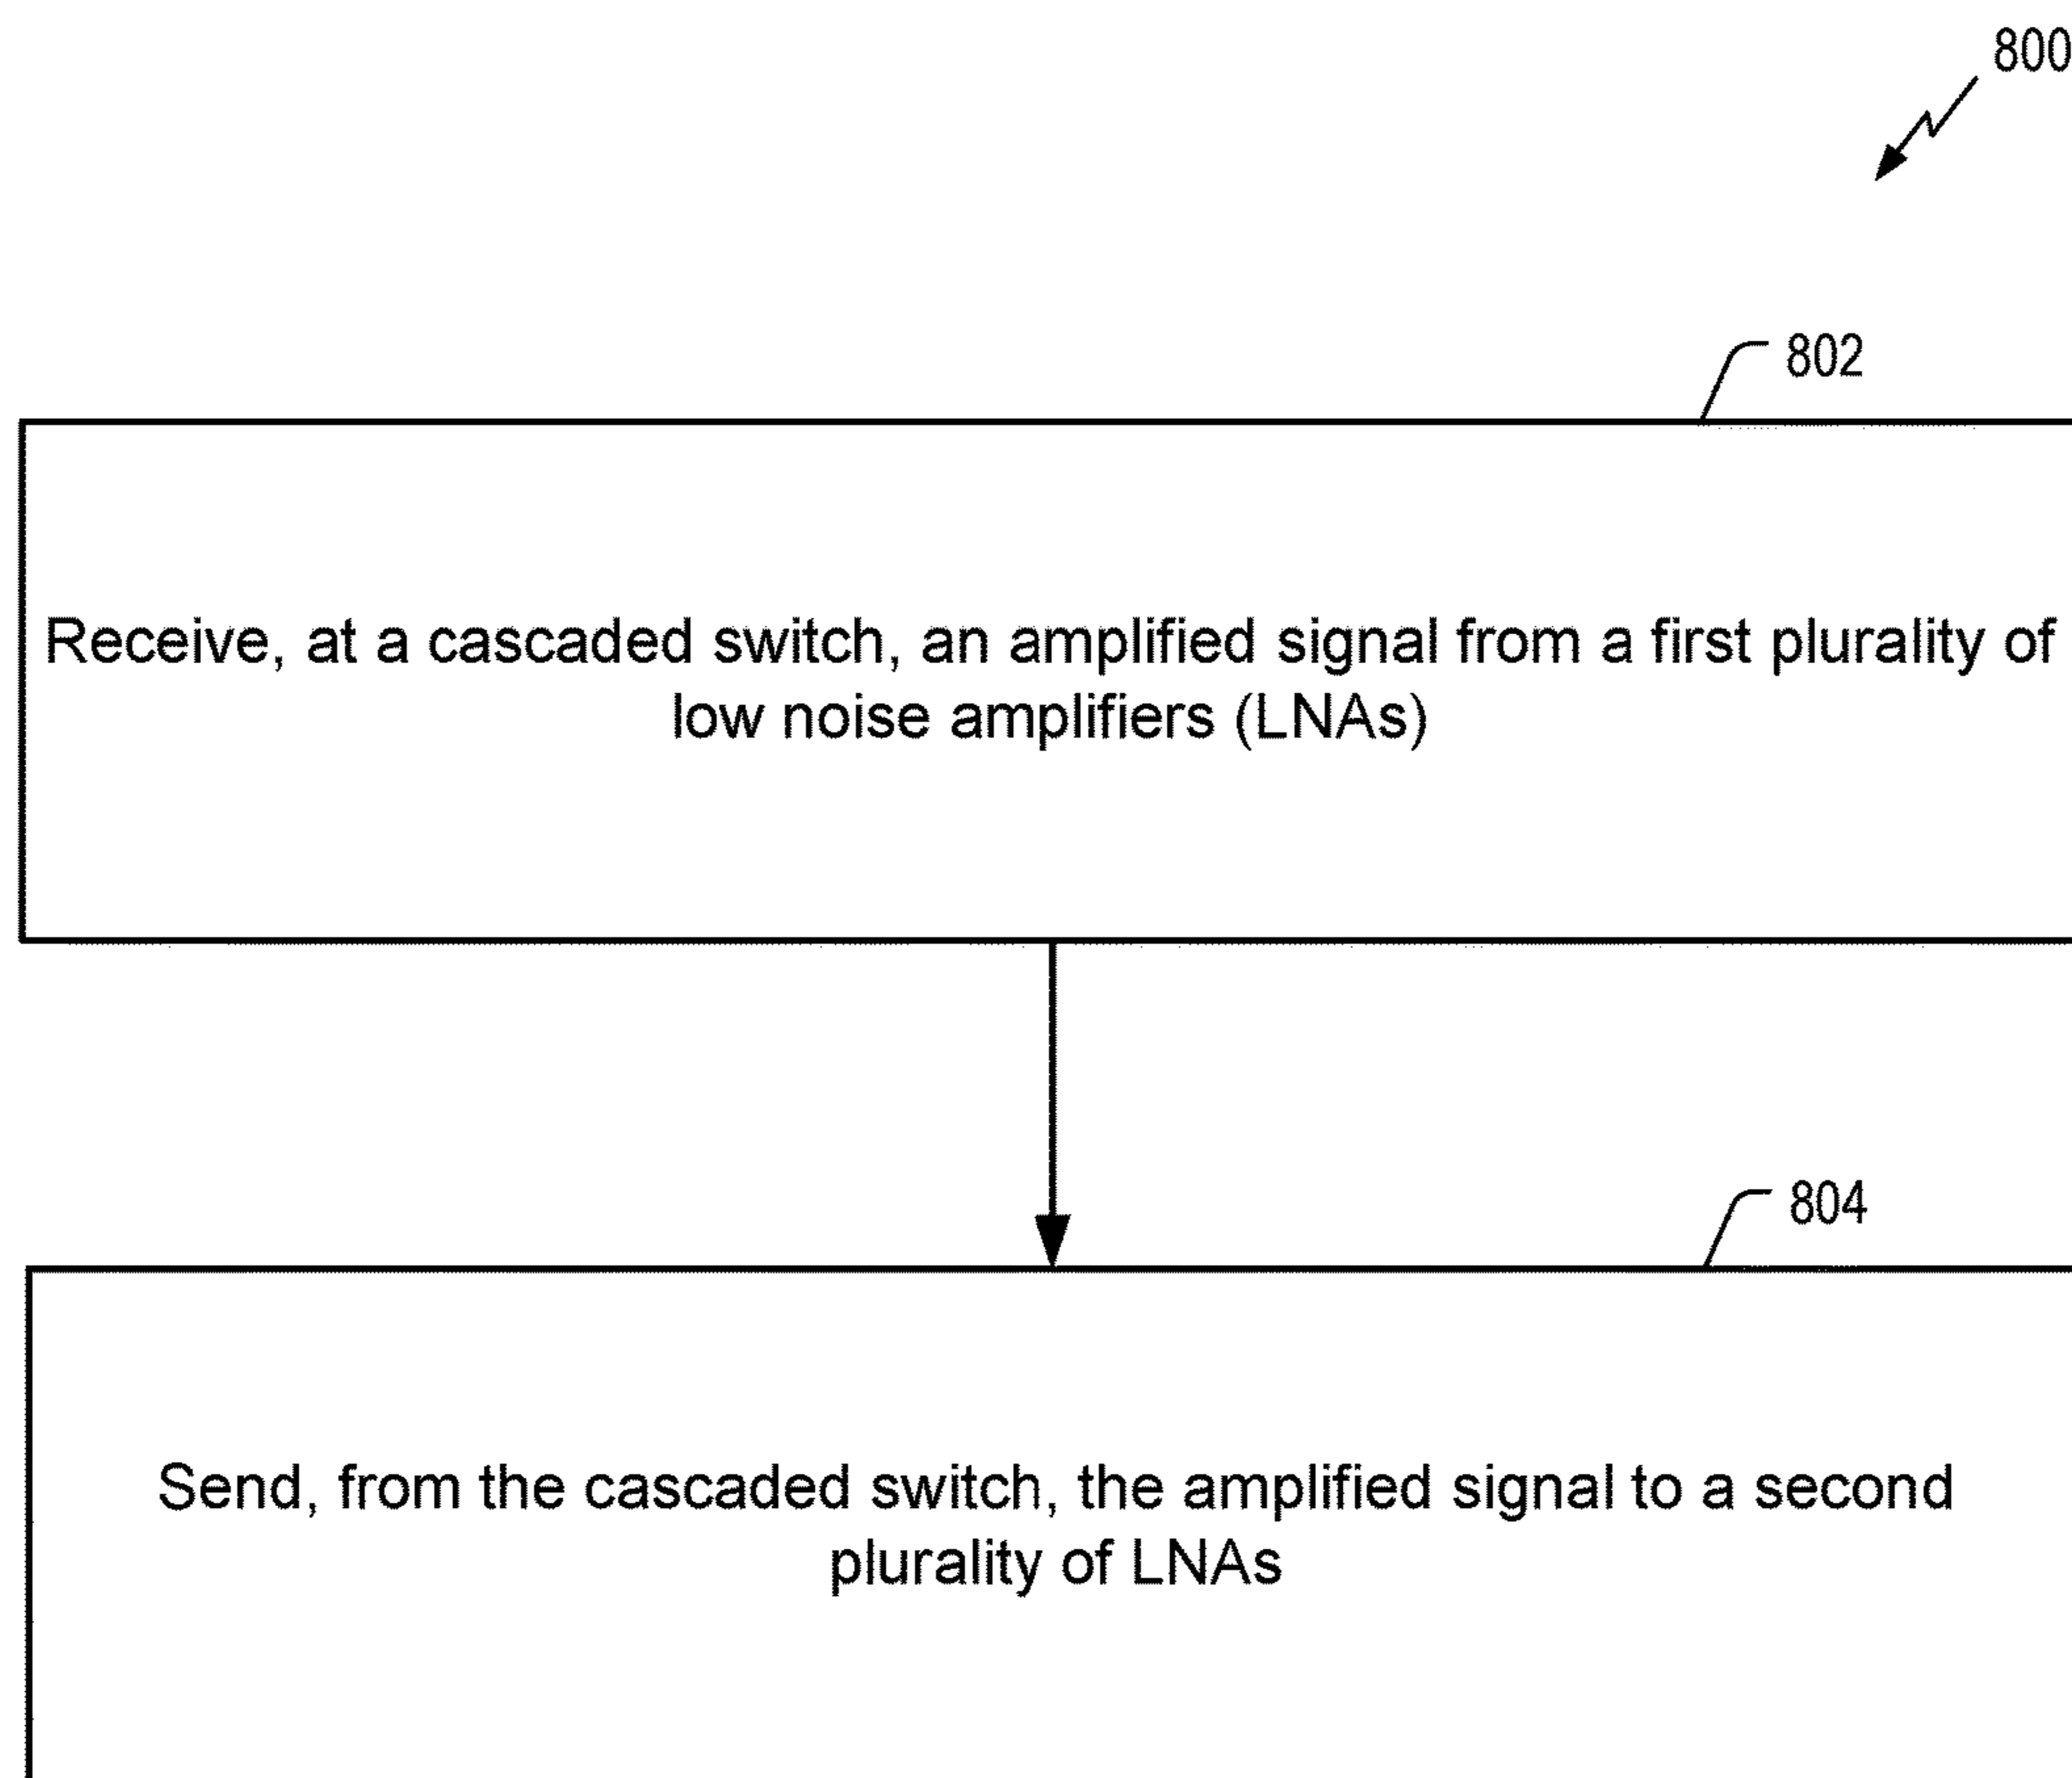 800
802
Receive, at a cascaded switch, an amplified signal from a first plurality of
low noise amplifiers (LNAs)
804
Send, from the cascaded switch, the amplified signal to a second
plurality of LNAs